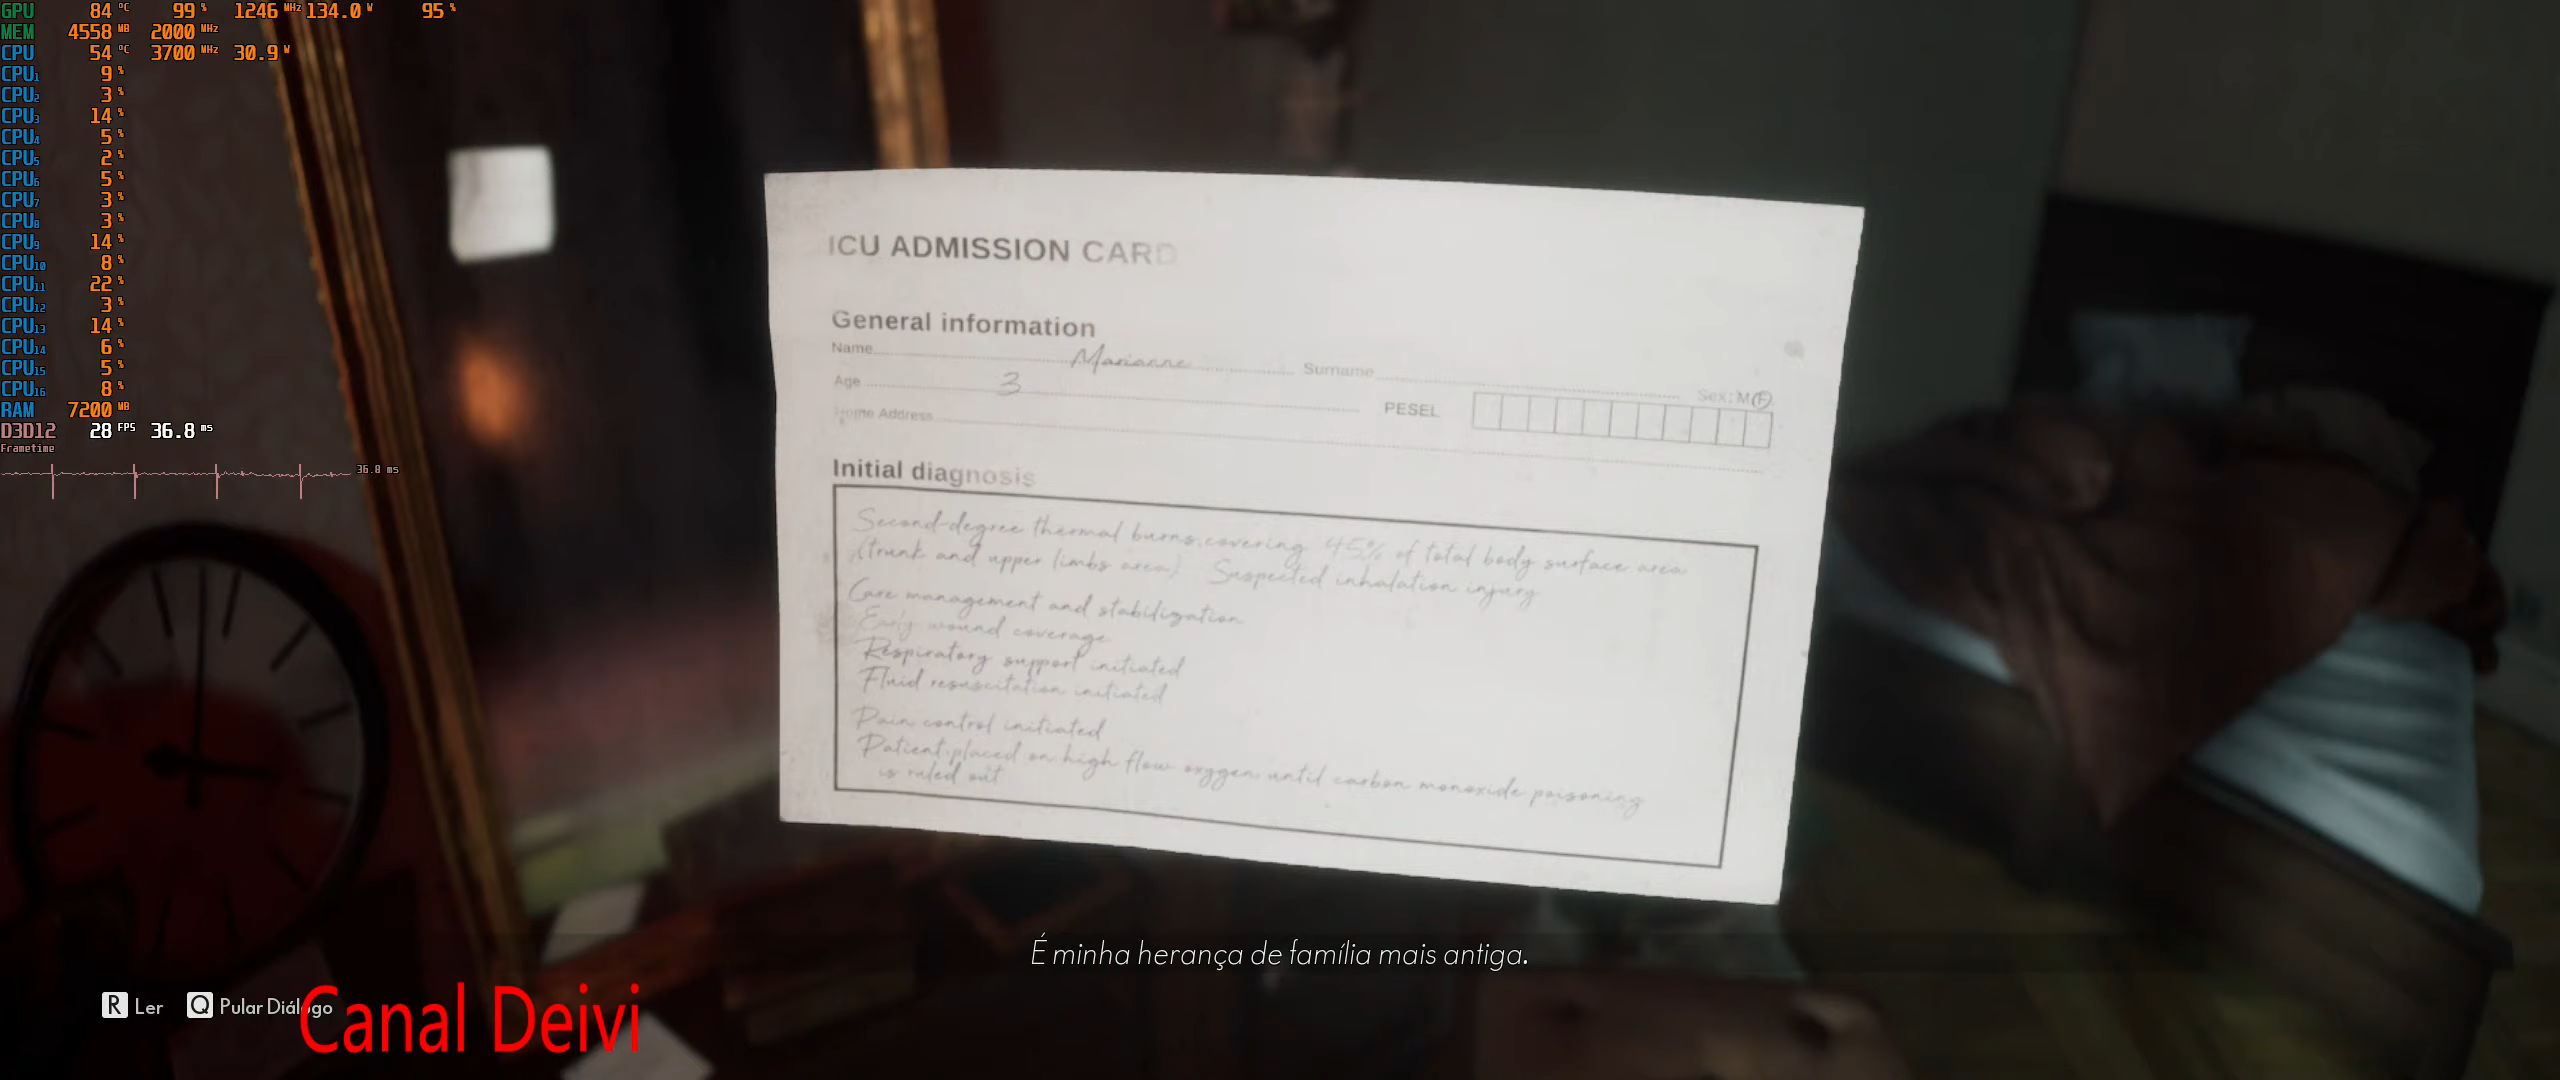 GPU 84 °C 99 % 1246 MHz 134.0 W 95 %
MEM 4558 MB 2000 MHz
CPU 54 °C 3700 MHz 30.9 W
CPU1 9 %
CPU2 3 %
CPU3 14 %
CPU4 5 %
CPU5 2 %
CPU6 5 %
CPU7 3 %
CPU8 3 %
CPU9 14 %
CPU10 8 %
CPU11 22 %
CPU12 3 %
CPU13 14 %
CPU14 6 %
CPU15 5 %
CPU16 8 %
RAM 7200 MB
D3D12 28 FPS 36.8 ms
Frametime
36.8 ms
ICU ADMISSION CARD
General information
Name Marianne Surname
Sex: M F
Age 3 PESEL
Home Address
Initial diagnosis
Second-degree thermal burns covering 45% of total body surface area
(trunk and upper limbs area) Suspected inhalation injury
Care management and stabilization
Early wound coverage
Respiratory support initiated
Fluid resuscitation initiated
Pain control initiated
Patient placed on high flow oxygen until carbon monoxide poisoning
is ruled out
É minha herança de família mais antiga.
R Ler Q Pular Diálogo
Canal Deivi